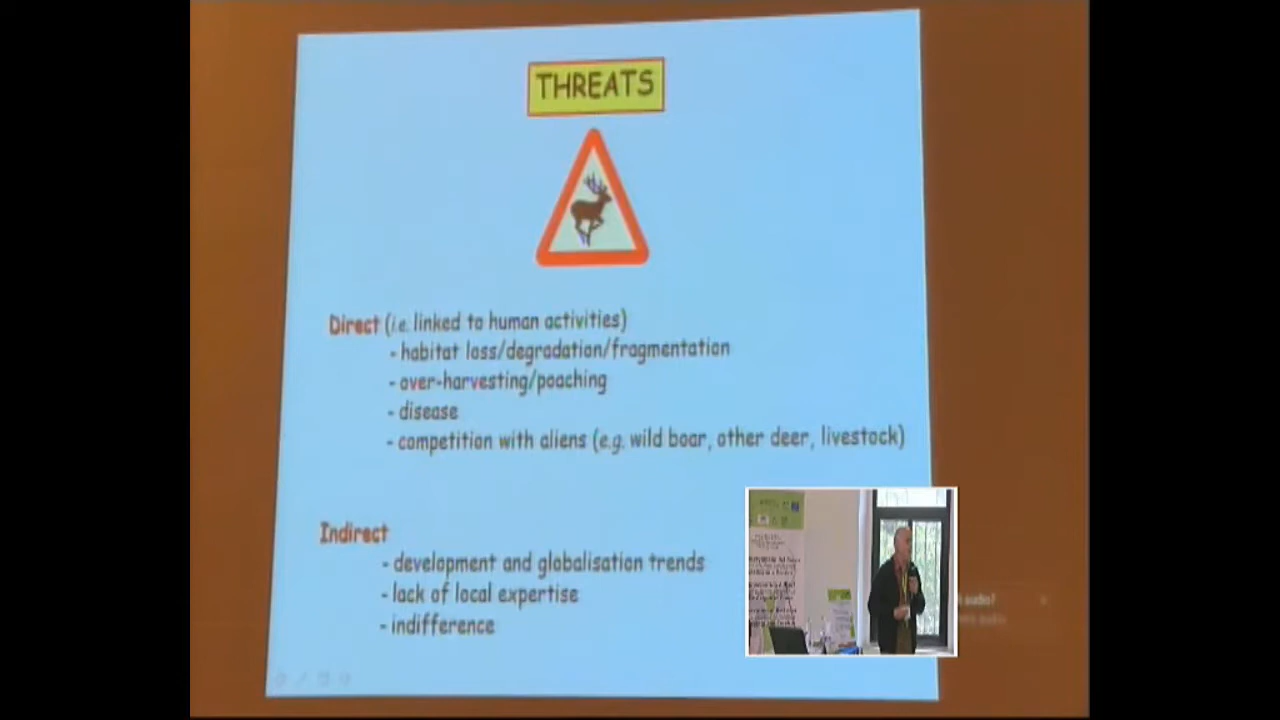 THREATS
Direct (i.e. linked to human activities)
- habitat loss/degradation/fragmentation
- over-harvesting/poaching
- disease
- competition with aliens (e.g. wild boar, other deer, livestock)
Indirect
- development and globalisation trends
- lack of local expertise
- indifference
audio?